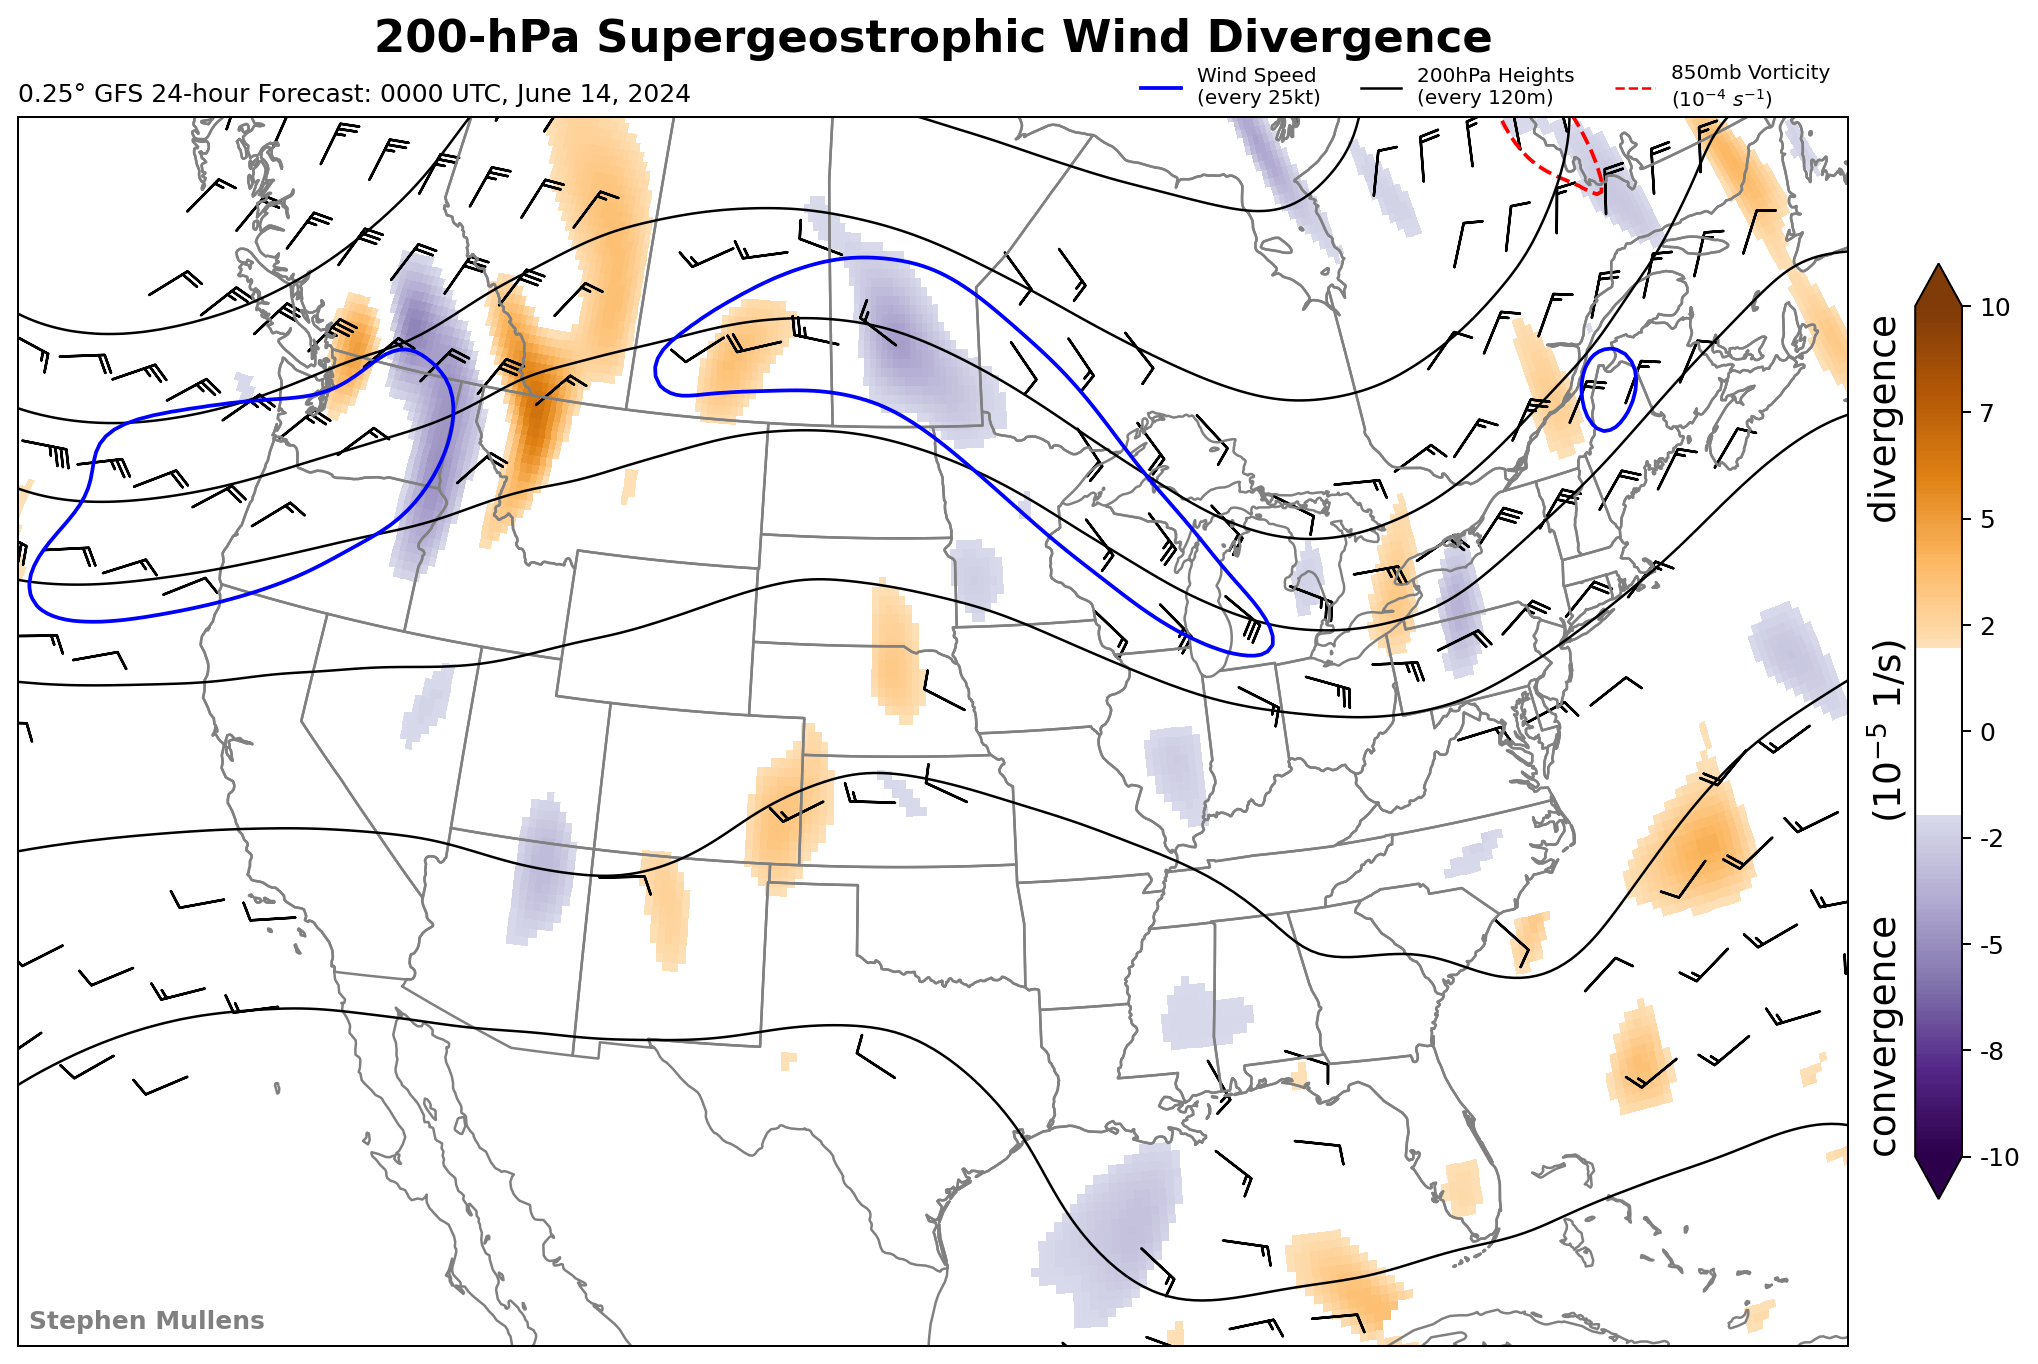 200-hPa Supergeostrophic Wind Divergence
0.25° GFS 24-hour Forecast: 0000 UTC, June 14, 2024
Wind Speed
(every 25kt)
200hPa Heights
(every 120m)
850mb Vorticity
(10⁻⁴ s⁻¹)
10
7
5
2
0
-2
-5
-8
-10
convergence (10⁻⁵ 1/s) divergence
Stephen Mullens